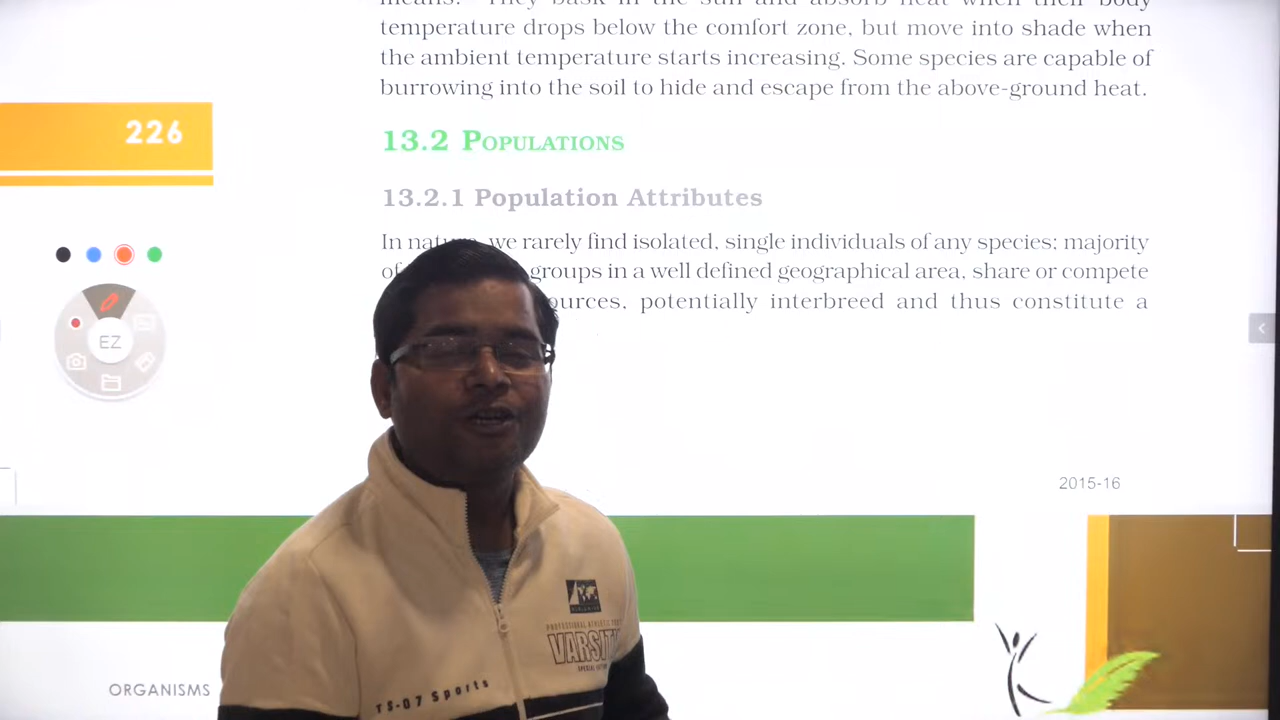 means. They bask in the sun and absorb heat when their body
temperature drops below the comfort zone, but move into shade when
the ambient temperature starts increasing. Some species are capable of
burrowing into the soil to hide and escape from the above-ground heat.
226
13.2 POPULATIONS
13.2.1 Population Attributes
In nature, we rarely find isolated, single individuals of any species; majority
of groups in a well defined geographical area, share or compete
potentially interbreed and thus constitute a
EZ
2015-16
WORLDWIDE
VARSITY
TS-07 Sports
ORGANISMS